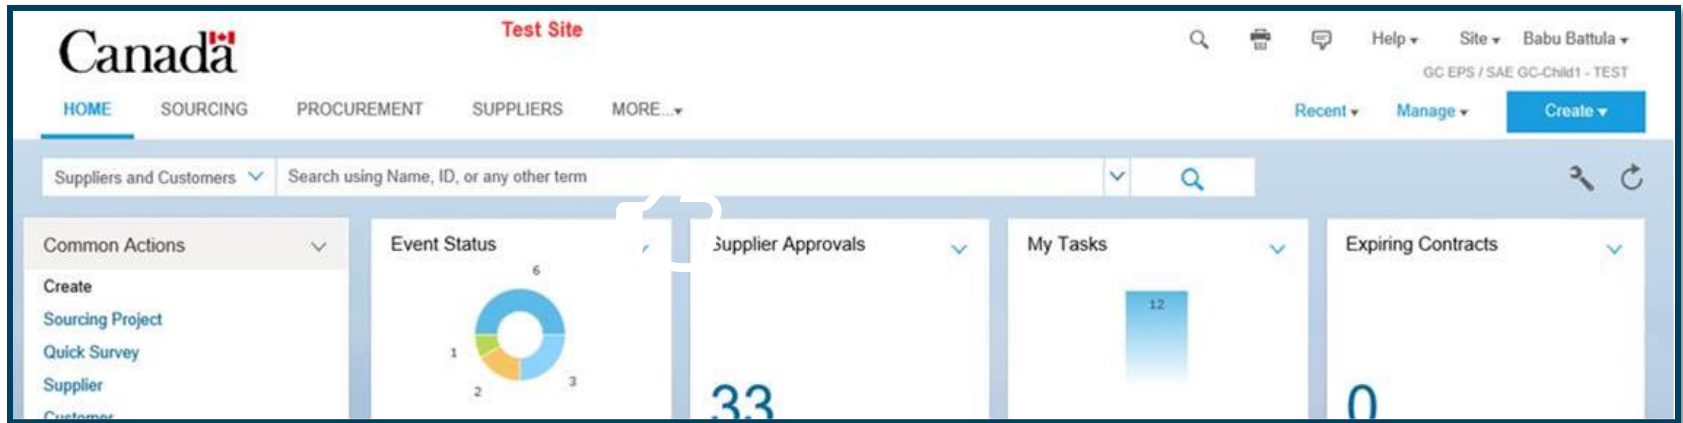 Test Site
Canada
Help Site Babu Battula
GC EPS / SAE GC-Child1 - TEST
HOME SOURCING PROCUREMENT SUPPLIERS MORE...
Recent Manage Create
Suppliers and Customers Search using Name, ID, or any other term
Common Actions
Create
Sourcing Project
Quick Survey
Supplier
Customer
Event Status
6
1
2
3
Supplier Approvals
33
My Tasks
12
Expiring Contracts
0